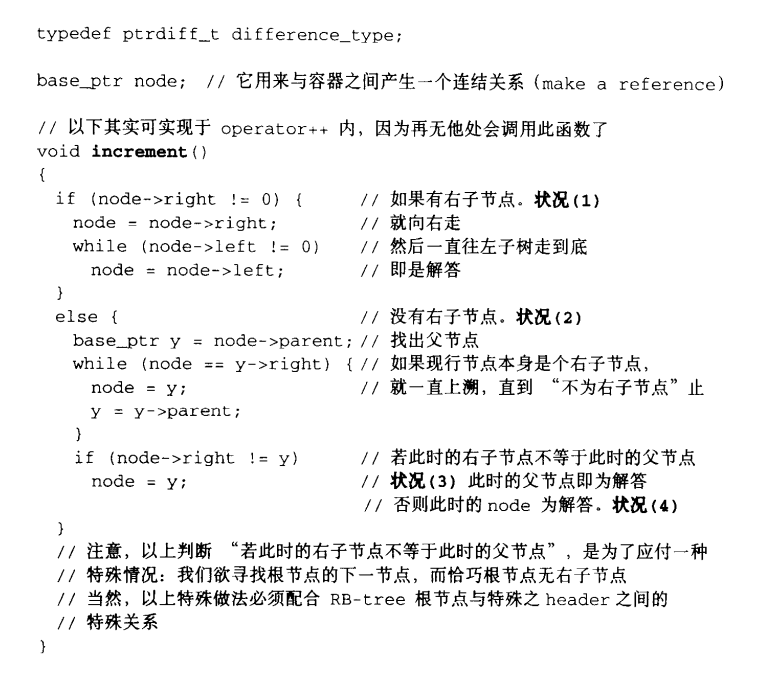 typedef ptrdiff_t difference_type;
base_ptr node; // 它用来与容器之间产生一个连结关系 (make a reference)
// 以下其实可实现于 operator++ 内, 因为再无他处会调用此函数了
void increment()
{
if (node->right != 0) { // 如果有右子节点。状况(1)
node = node->right; // 就向右走
while (node->left != 0) // 然后一直往左子树走到底
node = node->left; // 即是解答
}
else { // 没有右子节点。状况(2)
base_ptr y = node->parent; // 找出父节点
while (node == y->right) { // 如果现行节点本身是个右子节点,
node = y; // 就一直上溯, 直到 “不为右子节点”止
y = y->parent;
}
if (node->right != y) // 若此时的右子节点不等于此时的父节点
node = y; // 状况(3) 此时的父节点即为解答
// 否则此时的 node 为解答。状况(4)
}
// 注意, 以上判断 “若此时的右子节点不等于此时的父节点”, 是为了应付一种
// 特殊情况: 我们欲寻找根节点的下一节点, 而恰巧根节点无右子节点
// 当然, 以上特殊做法必须配合 RB-tree 根节点与特殊之 header 之间的
// 特殊关系
}